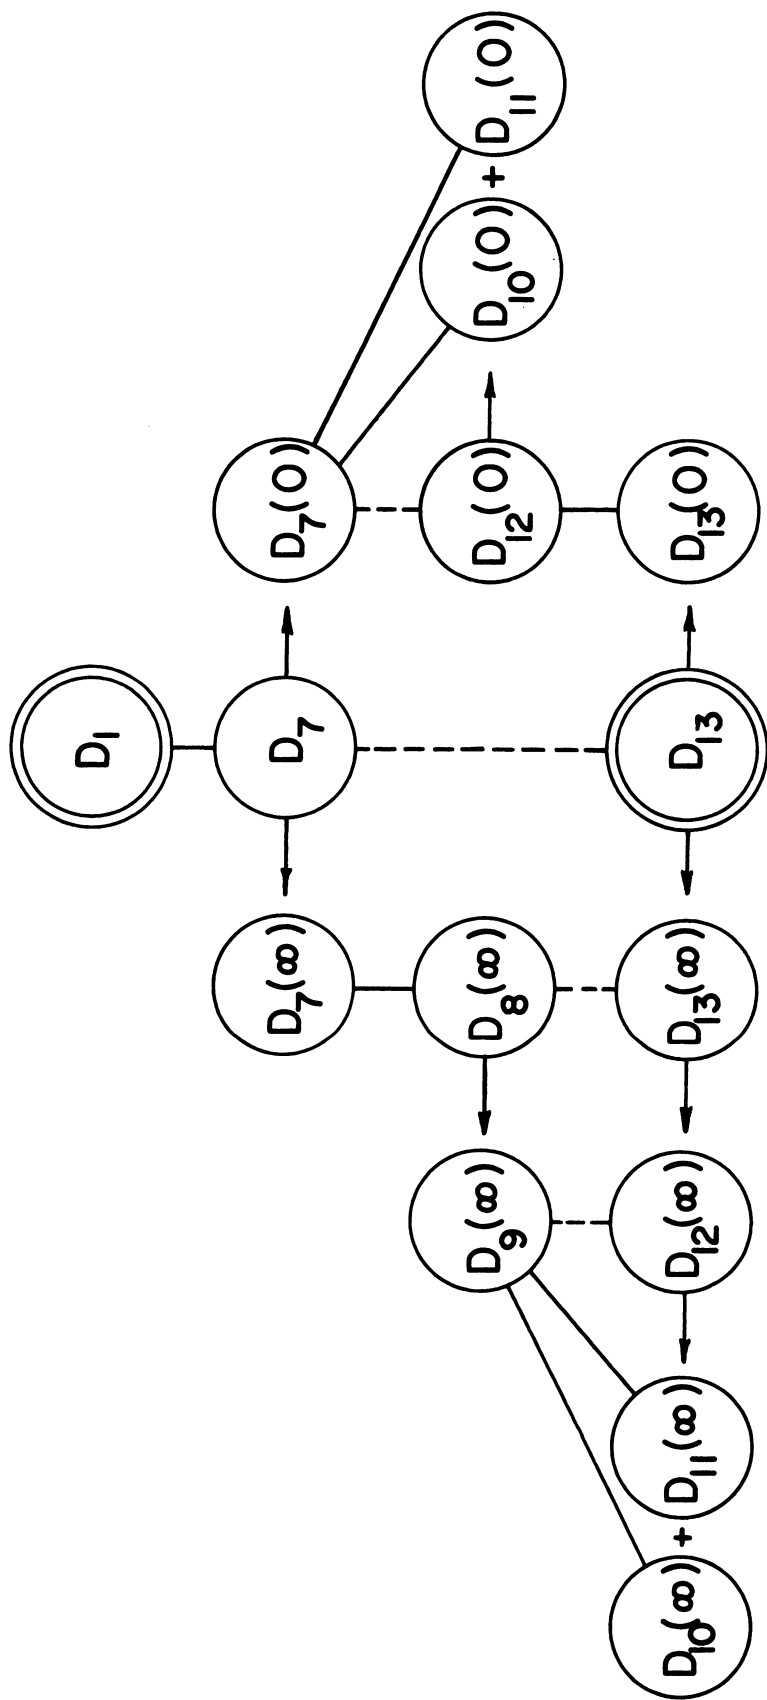 D₁
D₇(∞) D₇ D₇(0)
D₉(∞) D₈(∞) D₁₂(0) D₁₀(0) + D₁₁(0)
D₁₀(∞) + D₁₁(∞) D₁₂(∞) D₁₃(∞) D₁₃ D₁₃(0)